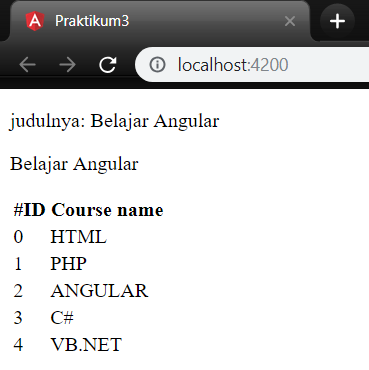 Praktikum3
localhost:4200
judulnya: Belajar Angular
Belajar Angular
#ID Course name
0 HTML
1 PHP
2 ANGULAR
3 C#
4 VB.NET